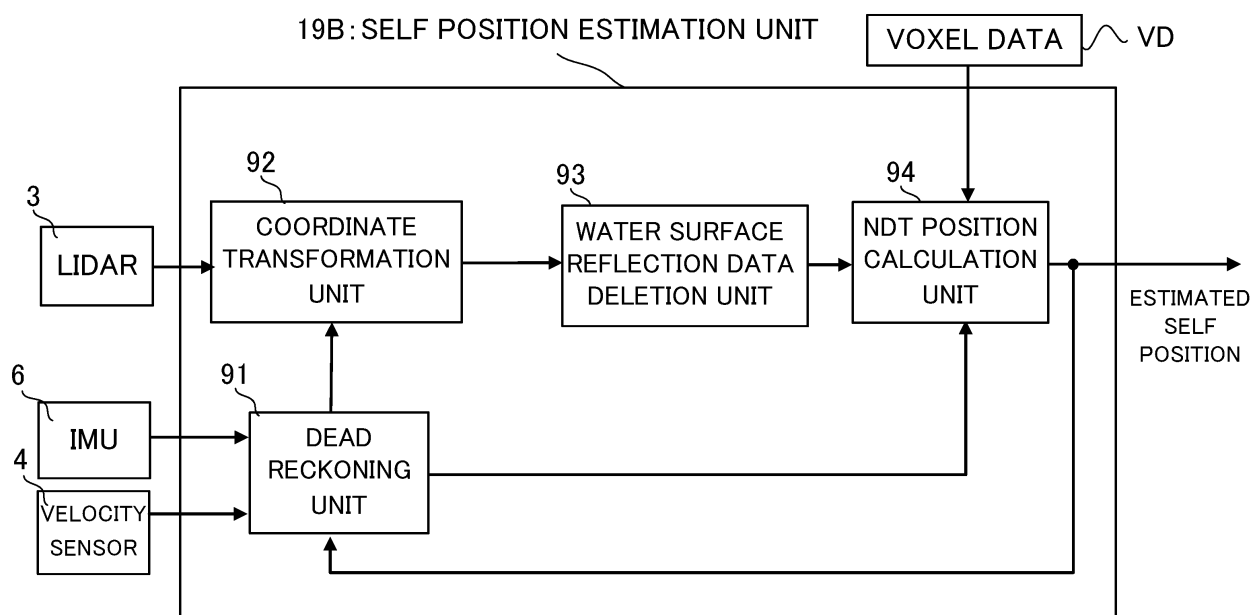 19B: SELF POSITION ESTIMATION UNIT
VOXEL DATA
VD
92
93
94
3
LIDAR
COORDINATE
TRANSFORMATION
UNIT
WATER SURFACE
REFLECTION DATA
DELETION UNIT
NDT POSITION
CALCULATION
UNIT
ESTIMATED
SELF
POSITION
6
IMU
91
DEAD
RECKONING
UNIT
4
VELOCITY
SENSOR